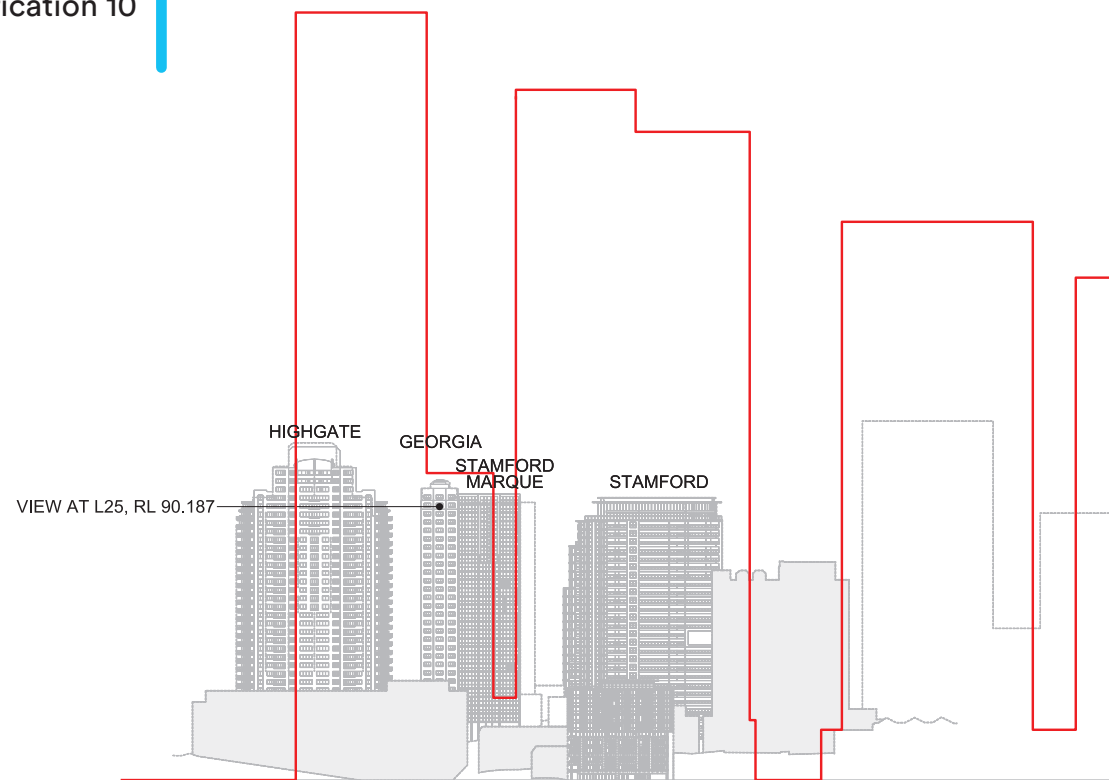 ication 10
HIGHGATE
GEORGIA
STAMFORD
MARQUE
STAMFORD
VIEW AT L25, RL 90.187